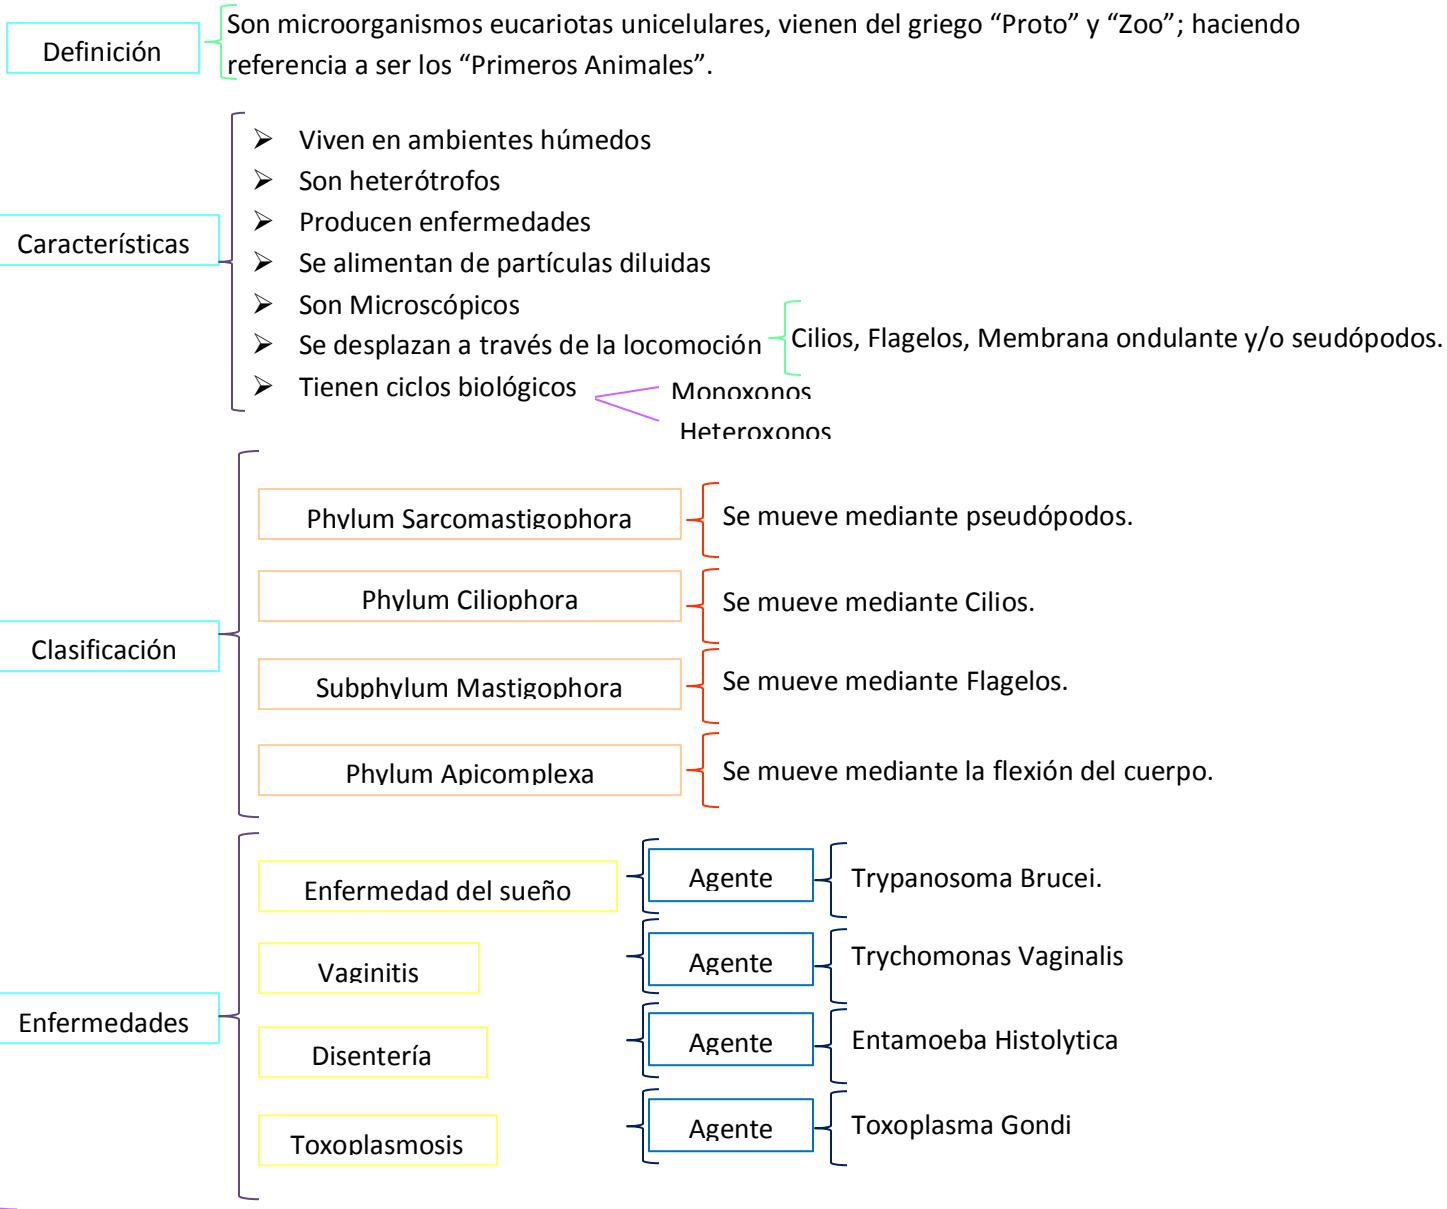 Definición
Son microorganismos eucariotas unicelulares, vienen del griego “Proto” y “Zoo”; haciendo
referencia a ser los “Primeros Animales”.
Características
➢ Viven en ambientes húmedos
➢ Son heterótrofos
➢ Producen enfermedades
➢ Se alimentan de partículas diluidas
➢ Son Microscópicos
➢ Se desplazan a través de la locomoción
Cilios, Flagelos, Membrana ondulante y/o seudópodos.
➢ Tienen ciclos biológicos
Monoxonos
Heteroxonos
Clasificación
Phylum Sarcomastigophora
Se mueve mediante pseudópodos.
Phylum Ciliophora
Se mueve mediante Cilios.
Subphylum Mastigophora
Se mueve mediante Flagelos.
Phylum Apicomplexa
Se mueve mediante la flexión del cuerpo.
Enfermedades
Enfermedad del sueño
Agente
Trypanosoma Brucei.
Vaginitis
Agente
Trychomonas Vaginalis
Disentería
Agente
Entamoeba Histolytica
Toxoplasmosis
Agente
Toxoplasma Gondi